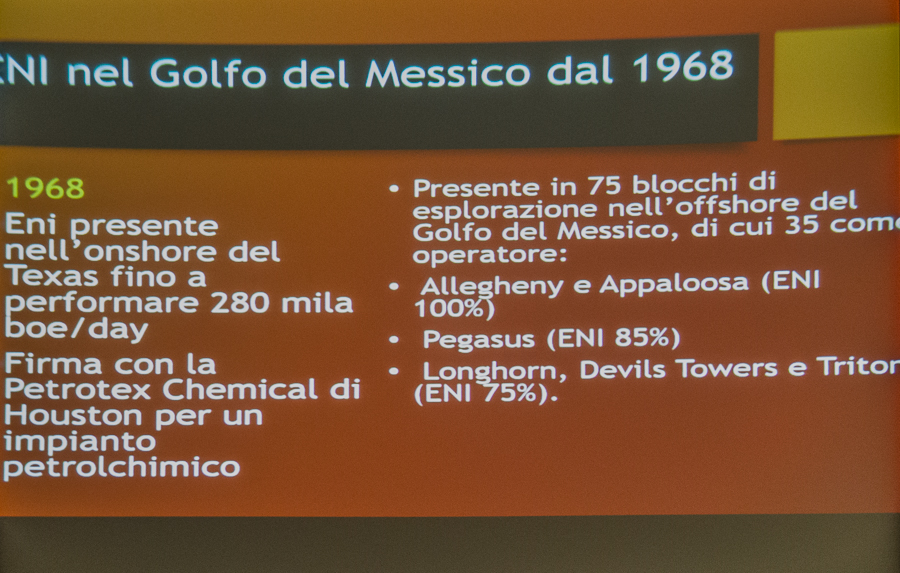 ENI nel Golfo del Messico dal 1968
1968
Eni presente
nell'onshore del
Texas fino a
performare 280 mila
boe/day
Firma con la
Petrotex Chemical di
Houston per un
impianto
petrolchimico
• Presente in 75 blocchi di
esplorazione nell'offshore del
Golfo del Messico, di cui 35 come
operatore:
• Allegheny e Appaloosa (ENI
100%)
• Pegasus (ENI 85%)
• Longhorn, Devils Towers e Triton
(ENI 75%).